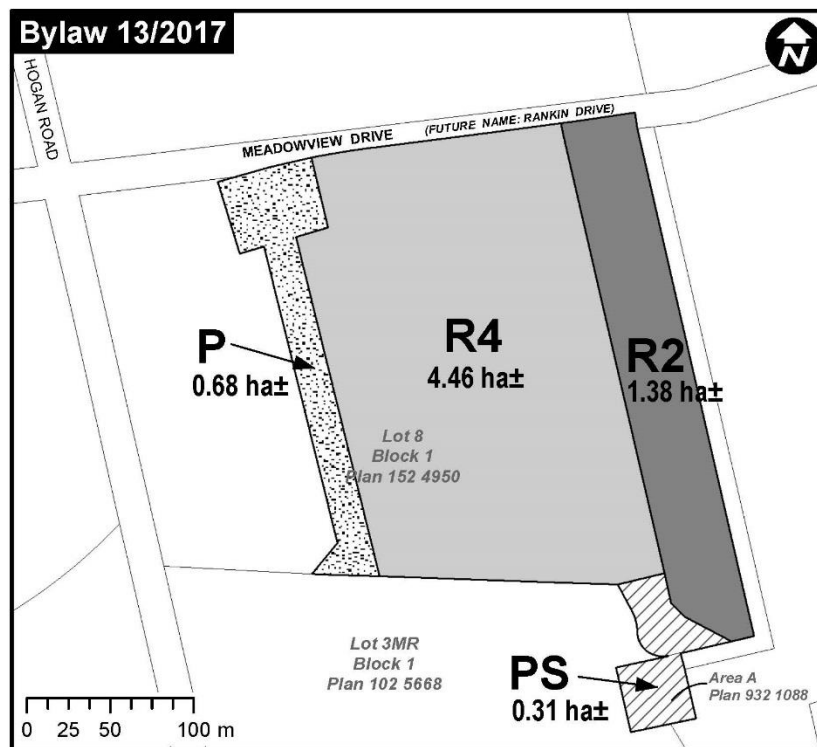 Bylaw 13/2017
N
HOGAN ROAD
MEADOWVIEW DRIVE (FUTURE NAME: RANKIN DRIVE)
P
0.68 ha±
R4
4.46 ha±
R2
1.38 ha±
Lot 8
Block 1
Plan 152 4950
Lot 3MR
Block 1
Plan 102 5668
PS
0.31 ha±
Area A
Plan 932 1088
0 25 50 100 m